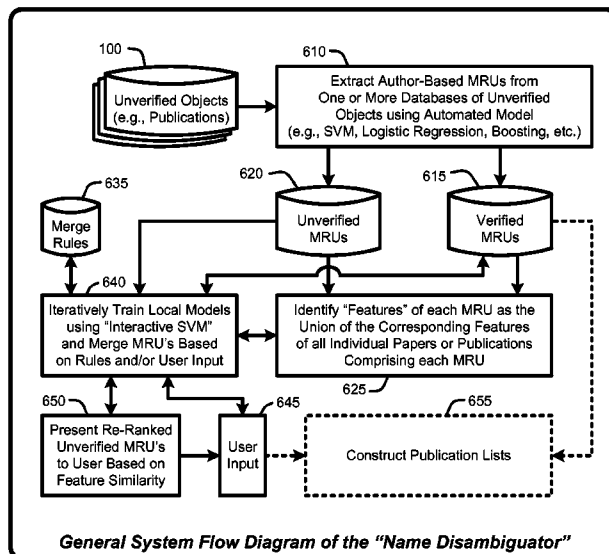 100
Unverified Objects
(e.g., Publications)
610
Extract Author-Based MRUs from
One or More Databases of Unverified
Objects using Automated Model
(e.g., SVM, Logistic Regression, Boosting, etc.)
635
Merge
Rules
620
Unverified
MRUs
615
Verified
MRUs
640
Iteratively Train Local Models
using "Interactive SVM"
and Merge MRU's Based
on Rules and/or User Input
Identify "Features" of each MRU as the
Union of the Corresponding Features
of all Individual Papers or Publications
Comprising each MRU
625
650
Present Re-Ranked
Unverified MRU's
to User Based on
Feature Similarity
645
User
Input
655
Construct Publication Lists
General System Flow Diagram of the "Name Disambiguator"